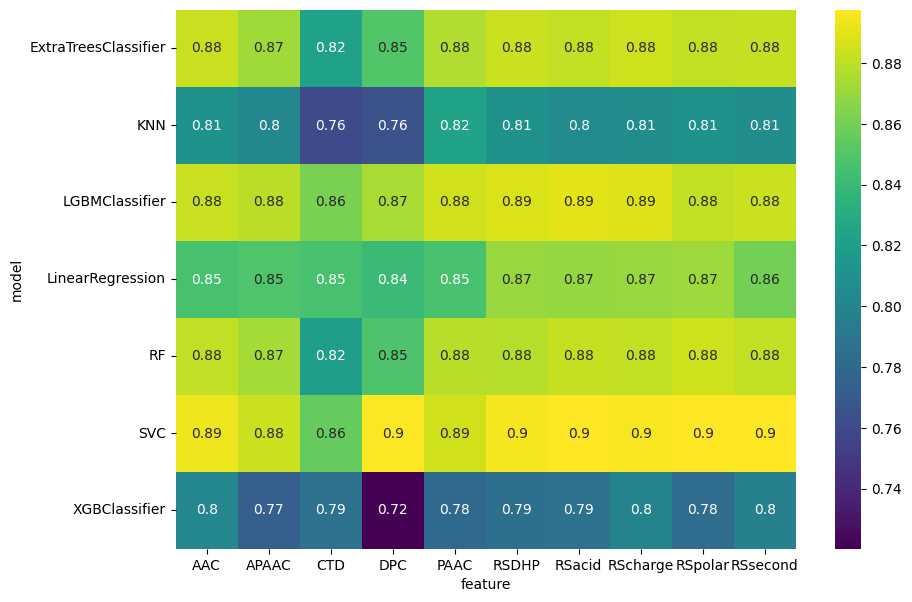 ExtraTreesClassifier 0.88 0.87 0.82 0.85 0.88 0.88 0.88 0.88 0.88 0.88
KNN 0.81 0.8 0.76 0.76 0.82 0.81 0.8 0.81 0.81 0.81
LGBMClassifier 0.88 0.88 0.86 0.87 0.88 0.89 0.89 0.89 0.88 0.88
LinearRegression 0.85 0.85 0.85 0.84 0.85 0.87 0.87 0.87 0.87 0.86
RF 0.88 0.87 0.82 0.85 0.88 0.88 0.88 0.88 0.88 0.88
SVC 0.89 0.88 0.86 0.9 0.89 0.9 0.9 0.9 0.9 0.9
XGBClassifier 0.8 0.77 0.79 0.72 0.78 0.79 0.79 0.8 0.78 0.8
AAC APAAC CTD DPC PAAC RSDHP RSacid RScharge RSpolar RSsecond
feature
model
0.88
0.86
0.84
0.82
0.80
0.78
0.76
0.74